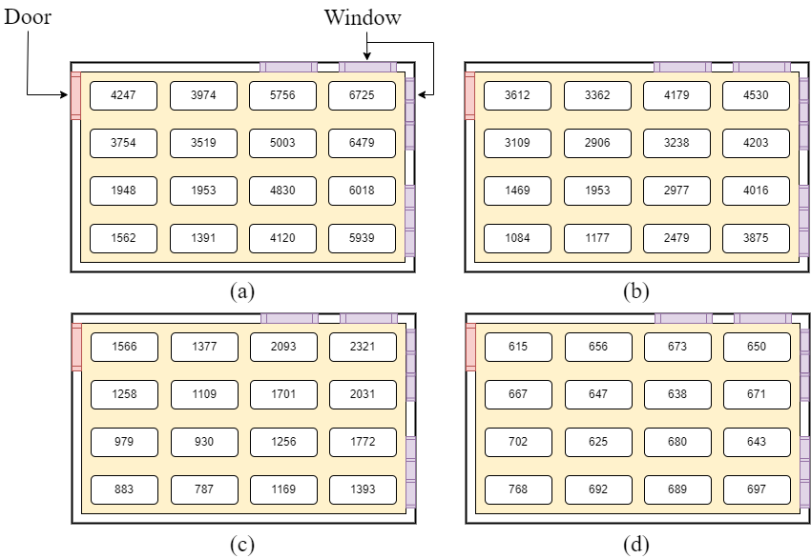 Door
Window
4247 3974 5756 6725
3754 3519 5003 6479
1948 1953 4830 6018
1562 1391 4120 5939
(a)
3612 3362 4179 4530
3109 2906 3238 4203
1469 1953 2977 4016
1084 1177 2479 3875
(b)
1566 1377 2093 2321
1258 1109 1701 2031
979 930 1256 1772
883 787 1169 1393
(c)
615 656 673 650
667 647 638 671
702 625 680 643
768 692 689 697
(d)